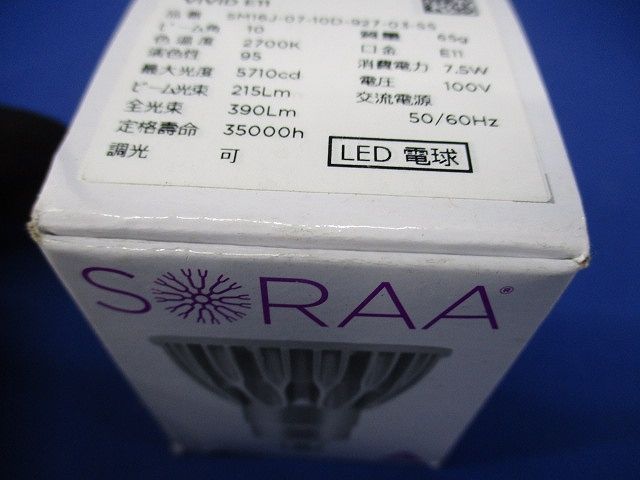 VIVID E11
品番 SM16J-07-10D-927-03-S5
ビーム角 10
色温度 2700K
演色性 95
最大光度 5710cd
ビーム光束 215Lm
全光束 390Lm
定格寿命 35000h
調光 可
質量 65g
口金 E11
消費電力 7.5W
電圧 100V
交流電源
50/60Hz
LED 電球
SORAA®